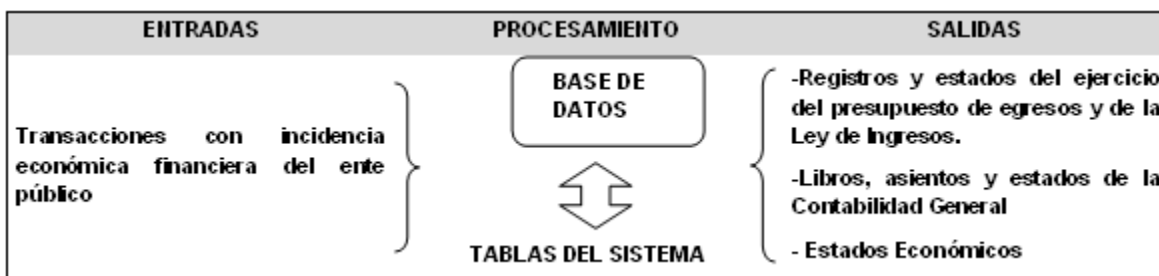 ENTRADAS
PROCESAMIENTO
SALIDAS
Transacciones con incidencia
económica financiera del ente
público
BASE DE
DATOS
TABLAS DEL SISTEMA
-Registros y estados del ejercicio
del presupuesto de egresos y de la
Ley de Ingresos.
-Libros, asientos y estados de la
Contabilidad General
- Estados Económicos